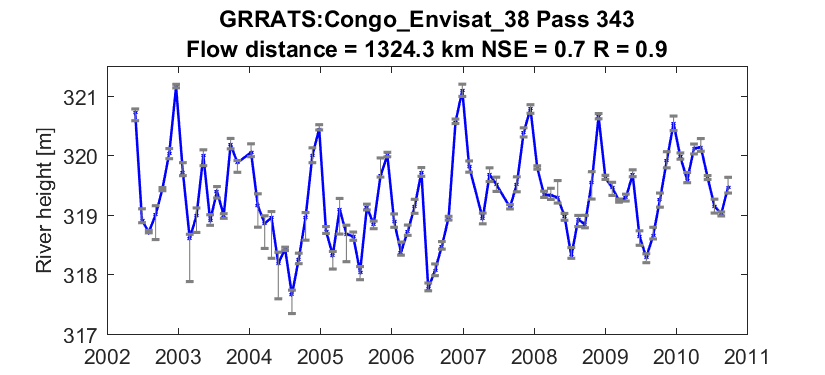 GRRATS:Congo_Envisat_38 Pass 343
Flow distance = 1324.3 km NSE = 0.7 R = 0.9
River height [m]
321
320
319
318
317
2002 2003 2004 2005 2006 2007 2008 2009 2010 2011